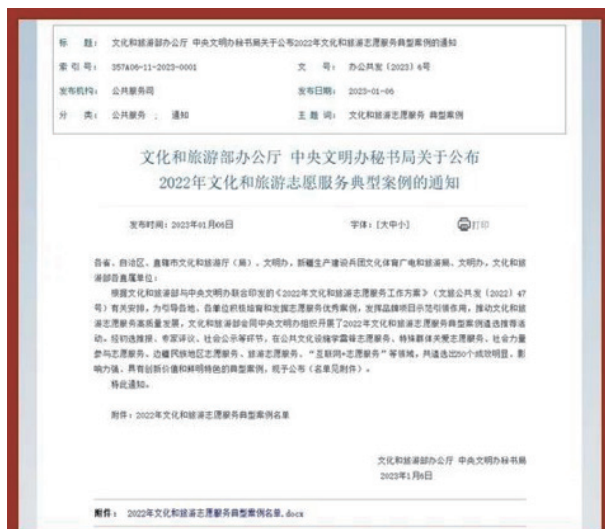 标 题： 文化和旅游部办公厅 中央文明办秘书局关于公布2022年文化和旅游志愿服务典型案例的通知
索引号： 357A06-11-2023-0001 文 号： 办公共发〔2023〕6号
发布机构： 公共服务司 发布日期： 2023-01-06
分 类： 公共服务 ； 通知 主题词： 文化和旅游志愿服务 典型案例
文化和旅游部办公厅 中央文明办秘书局关于公布
2022年文化和旅游志愿服务典型案例的通知
发布时间：2023年01月06日 字体：[大中小] 打印
各省、自治区、直辖市文化和旅游厅（局）、文明办，新疆生产建设兵团文化体育广电和旅游局、文明办，文化和旅
游部各直属单位：
根据文化和旅游部与中央文明办联合印发的《2022年文化和旅游志愿服务工作方案》（文旅公共发〔2022〕47
号）有关安排，为引导各地、各单位积极培育和发掘志愿服务优秀案例，发挥品牌项目示范引领作用，推动文化和旅
游志愿服务高质量发展，文化和旅游部会同中央文明办组织开展了2022年文化和旅游志愿服务典型案例遴选推荐活
动。经初选推报、专家评议、社会公示等环节，在公共文化设施学雷锋志愿服务、特殊群体关爱志愿服务、社会力量
参与志愿服务、边疆民族地区志愿服务、旅游志愿服务、“互联网+志愿服务”等领域，共遴选出50个成效明显、影
响力强、具有创新价值和鲜明特色的典型案例，现予公布（名单见附件）。
特此通知。
附件：2022年文化和旅游志愿服务典型案例名单
文化和旅游部办公厅 中央文明办秘书局
2023年1月6日
附件： 2022年文化和旅游志愿服务典型案例名单.docx